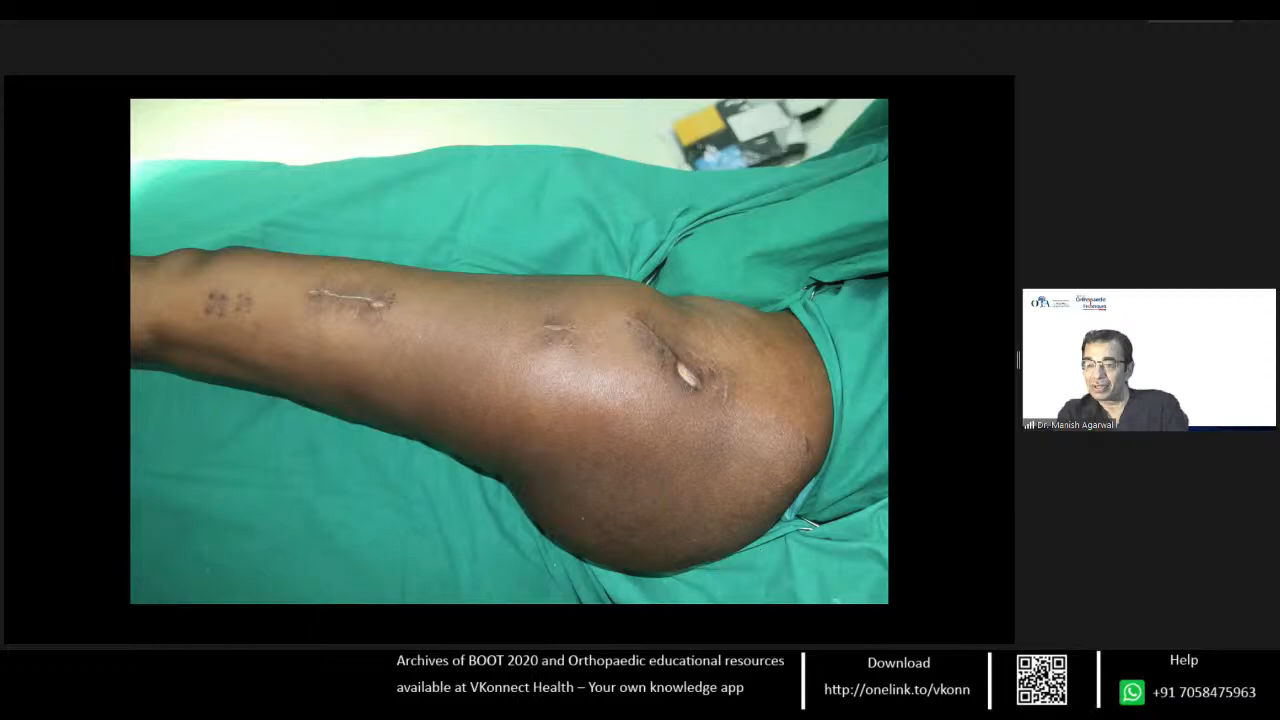 Dr. Manish Agarwal
Archives of BOOT 2020 and Orthopaedic educational resources
available at VKonnect Health – Your own knowledge app
Download
http://onelink.to/vkonn
Help
+91 7058475963